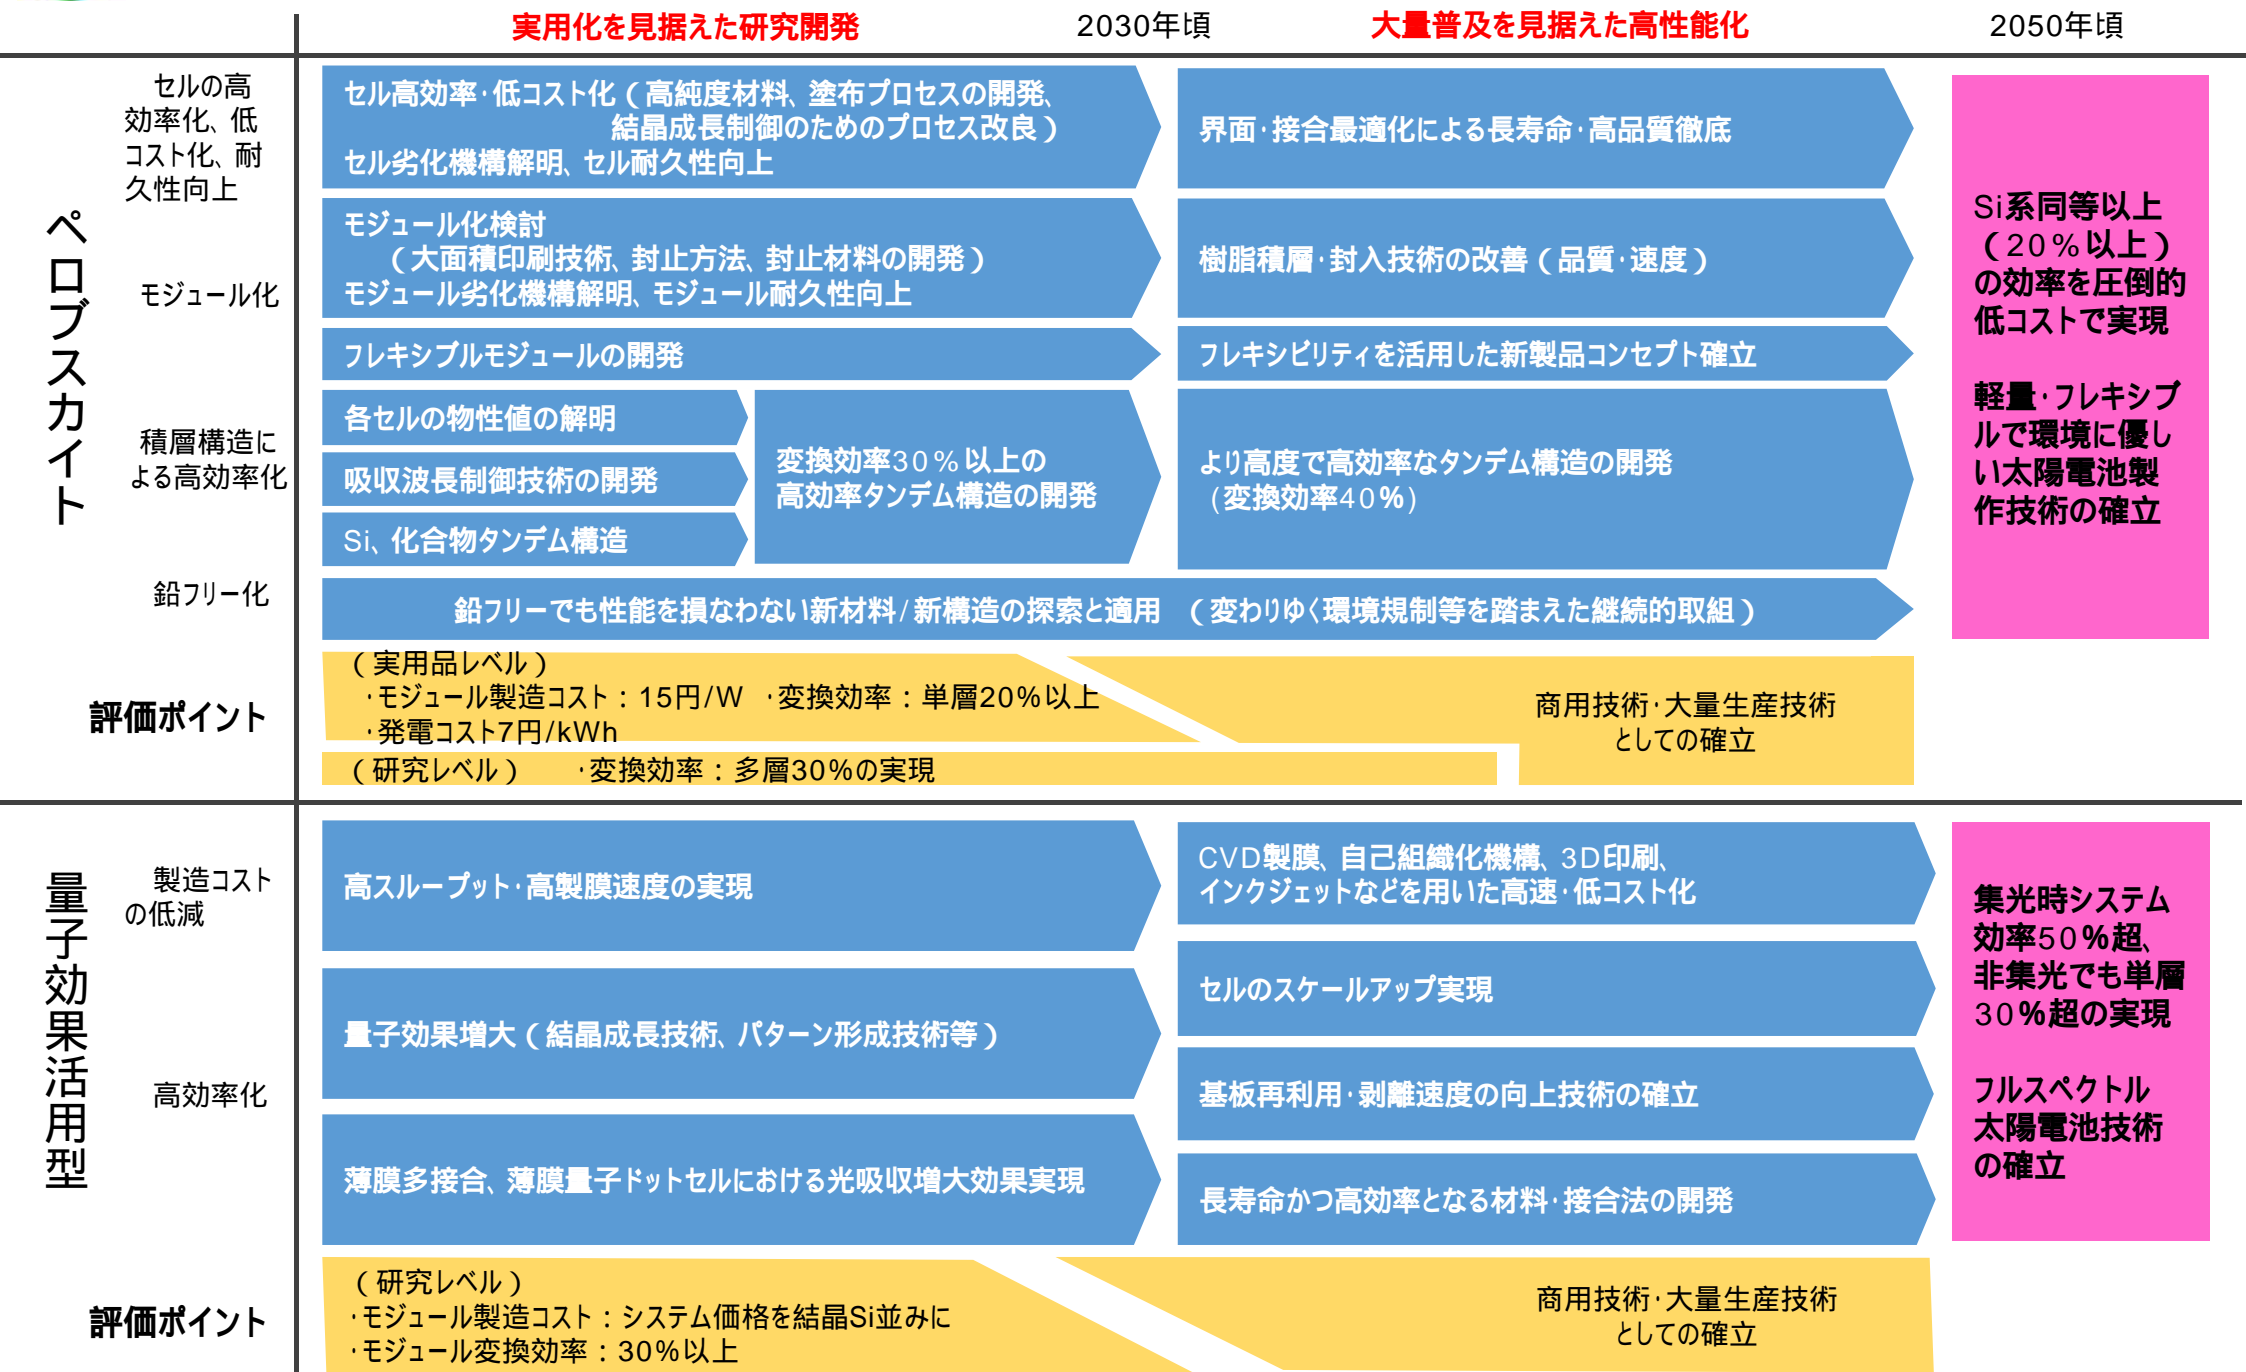 実用化を見据えた研究開発
2030年頃
大量普及を見据えた高性能化
2050年頃
ペロブスカイト
セルの高
効率化、低
コスト化、耐
久性向上
セル高効率・低コスト化（高純度材料、塗布プロセスの開発、
結晶成長制御のためのプロセス改良）
セル劣化機構解明、セル耐久性向上
界面・接合最適化による長寿命・高品質徹底
モジュール化
モジュール化検討
（大面積印刷技術、封止方法、封止材料の開発）
モジュール劣化機構解明、モジュール耐久性向上
樹脂積層・封入技術の改善（品質・速度）
フレキシブルモジュールの開発
フレキシビリティを活用した新製品コンセプト確立
積層構造に
よる高効率化
各セルの物性値の解明
吸収波長制御技術の開発
Si、化合物タンデム構造
変換効率30％以上の
高効率タンデム構造の開発
より高度で高効率なタンデム構造の開発
(変換効率40%)
鉛フリー化
鉛フリーでも性能を損なわない新材料/新構造の探索と適用　（変わりゆく環境規制等を踏まえた継続的取組）
Si系同等以上
（20％以上）
の効率を圧倒的
低コストで実現
軽量・フレキシブ
ルで環境に優し
い太陽電池製
作技術の確立
評価ポイント
（実用品レベル）
・モジュール製造コスト：15円/W　・変換効率：単層20%以上
・発電コスト7円/kWh
（研究レベル）　　・変換効率：多層30%の実現
商用技術・大量生産技術
としての確立
量子効果活用型
製造コスト
の低減
高スループット・高製膜速度の実現
CVD製膜、自己組織化機構、3D印刷、
インクジェットなどを用いた高速・低コスト化
セルのスケールアップ実現
高効率化
量子効果増大（結晶成長技術、パターン形成技術等）
基板再利用・剥離速度の向上技術の確立
薄膜多接合、薄膜量子ドットセルにおける光吸収増大効果実現
長寿命かつ高効率となる材料・接合法の開発
集光時システム
効率50%超、
非集光でも単層
30%超の実現
フルスペクトル
太陽電池技術
の確立
評価ポイント
（研究レベル）
・モジュール製造コスト：システム価格を結晶Si並みに
・モジュール変換効率：30%以上
商用技術・大量生産技術
としての確立